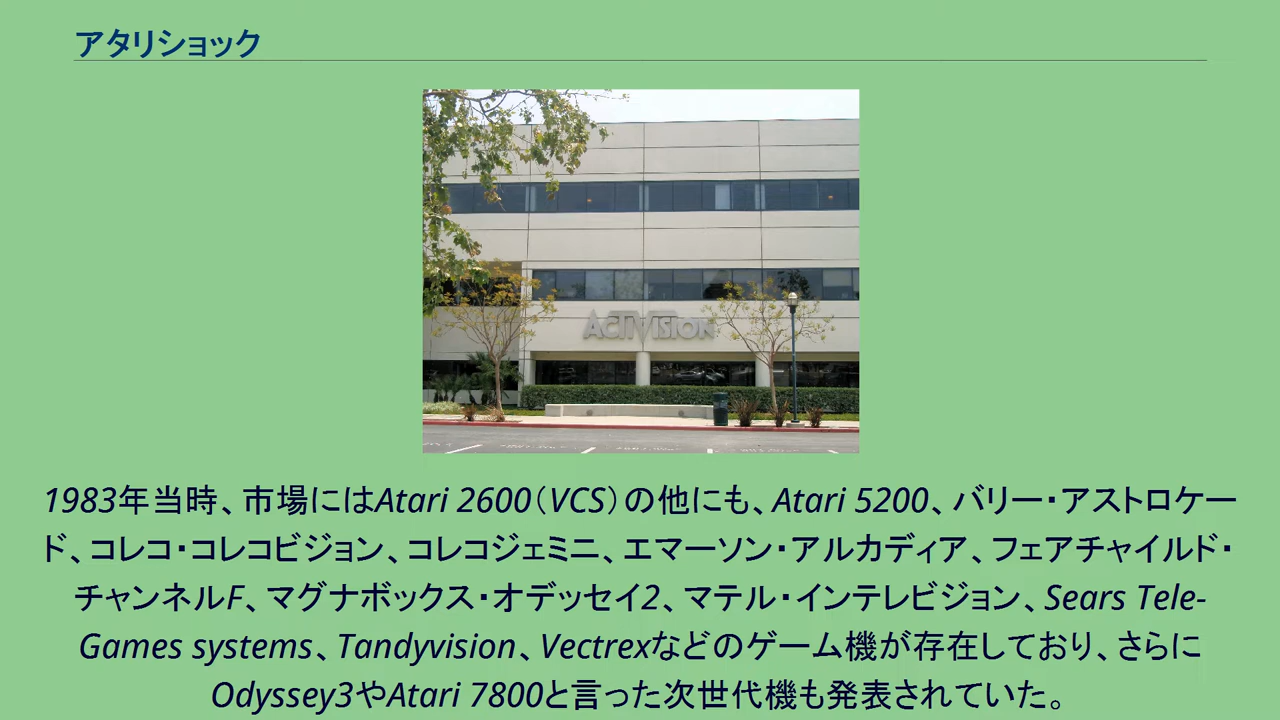 アタリショック
ACTIVISION
1983年当時、市場にはAtari 2600（VCS）の他にも、Atari 5200、バリー・アストロケー
ド、コレコ・コレコビジョン、コレコジェミニ、エマーソン・アルカディア、フェアチャイルド・
チャンネルF、マグナボックス・オデッセイ2、マテル・インテレビジョン、Sears Tele-
Games systems、Tandyvision、Vectrexなどのゲーム機が存在しており、さらに
Odyssey3やAtari 7800と言った次世代機も発表されていた。